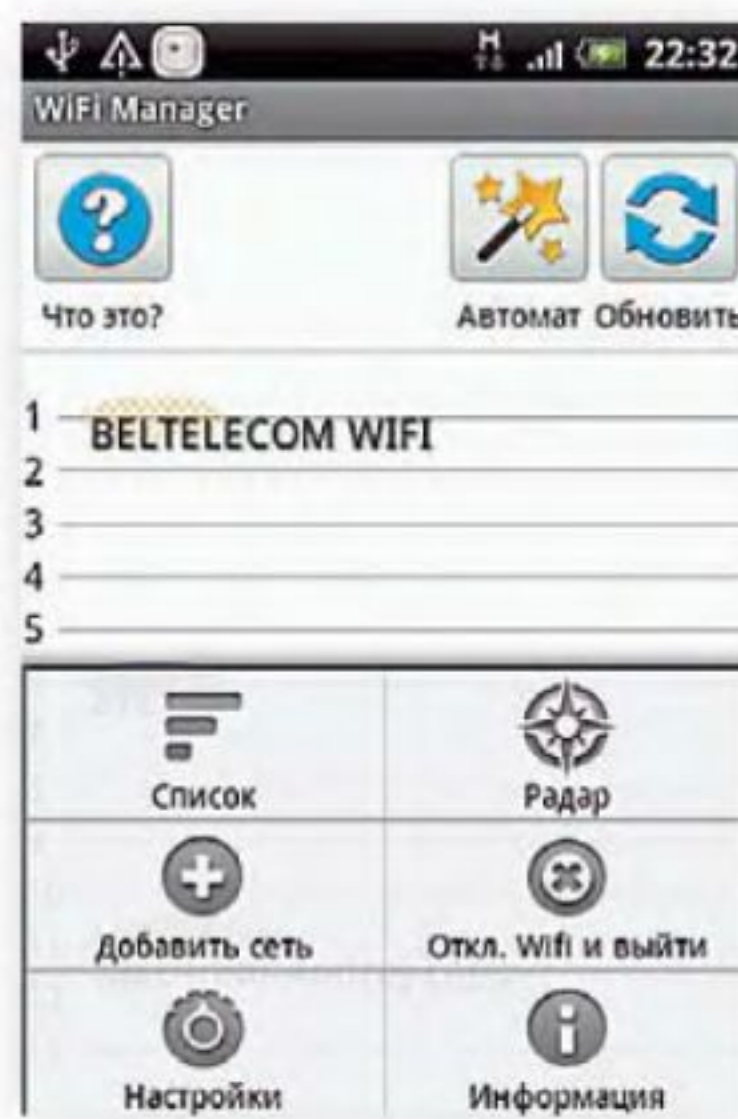 22:32
WiFi Manager
Что это?
Автомат Обновить
1
BELTELECOM WIFI
2
3
4
5
Список Радар
Добавить сеть Откл. Wifi и выйти
Настройки Информация